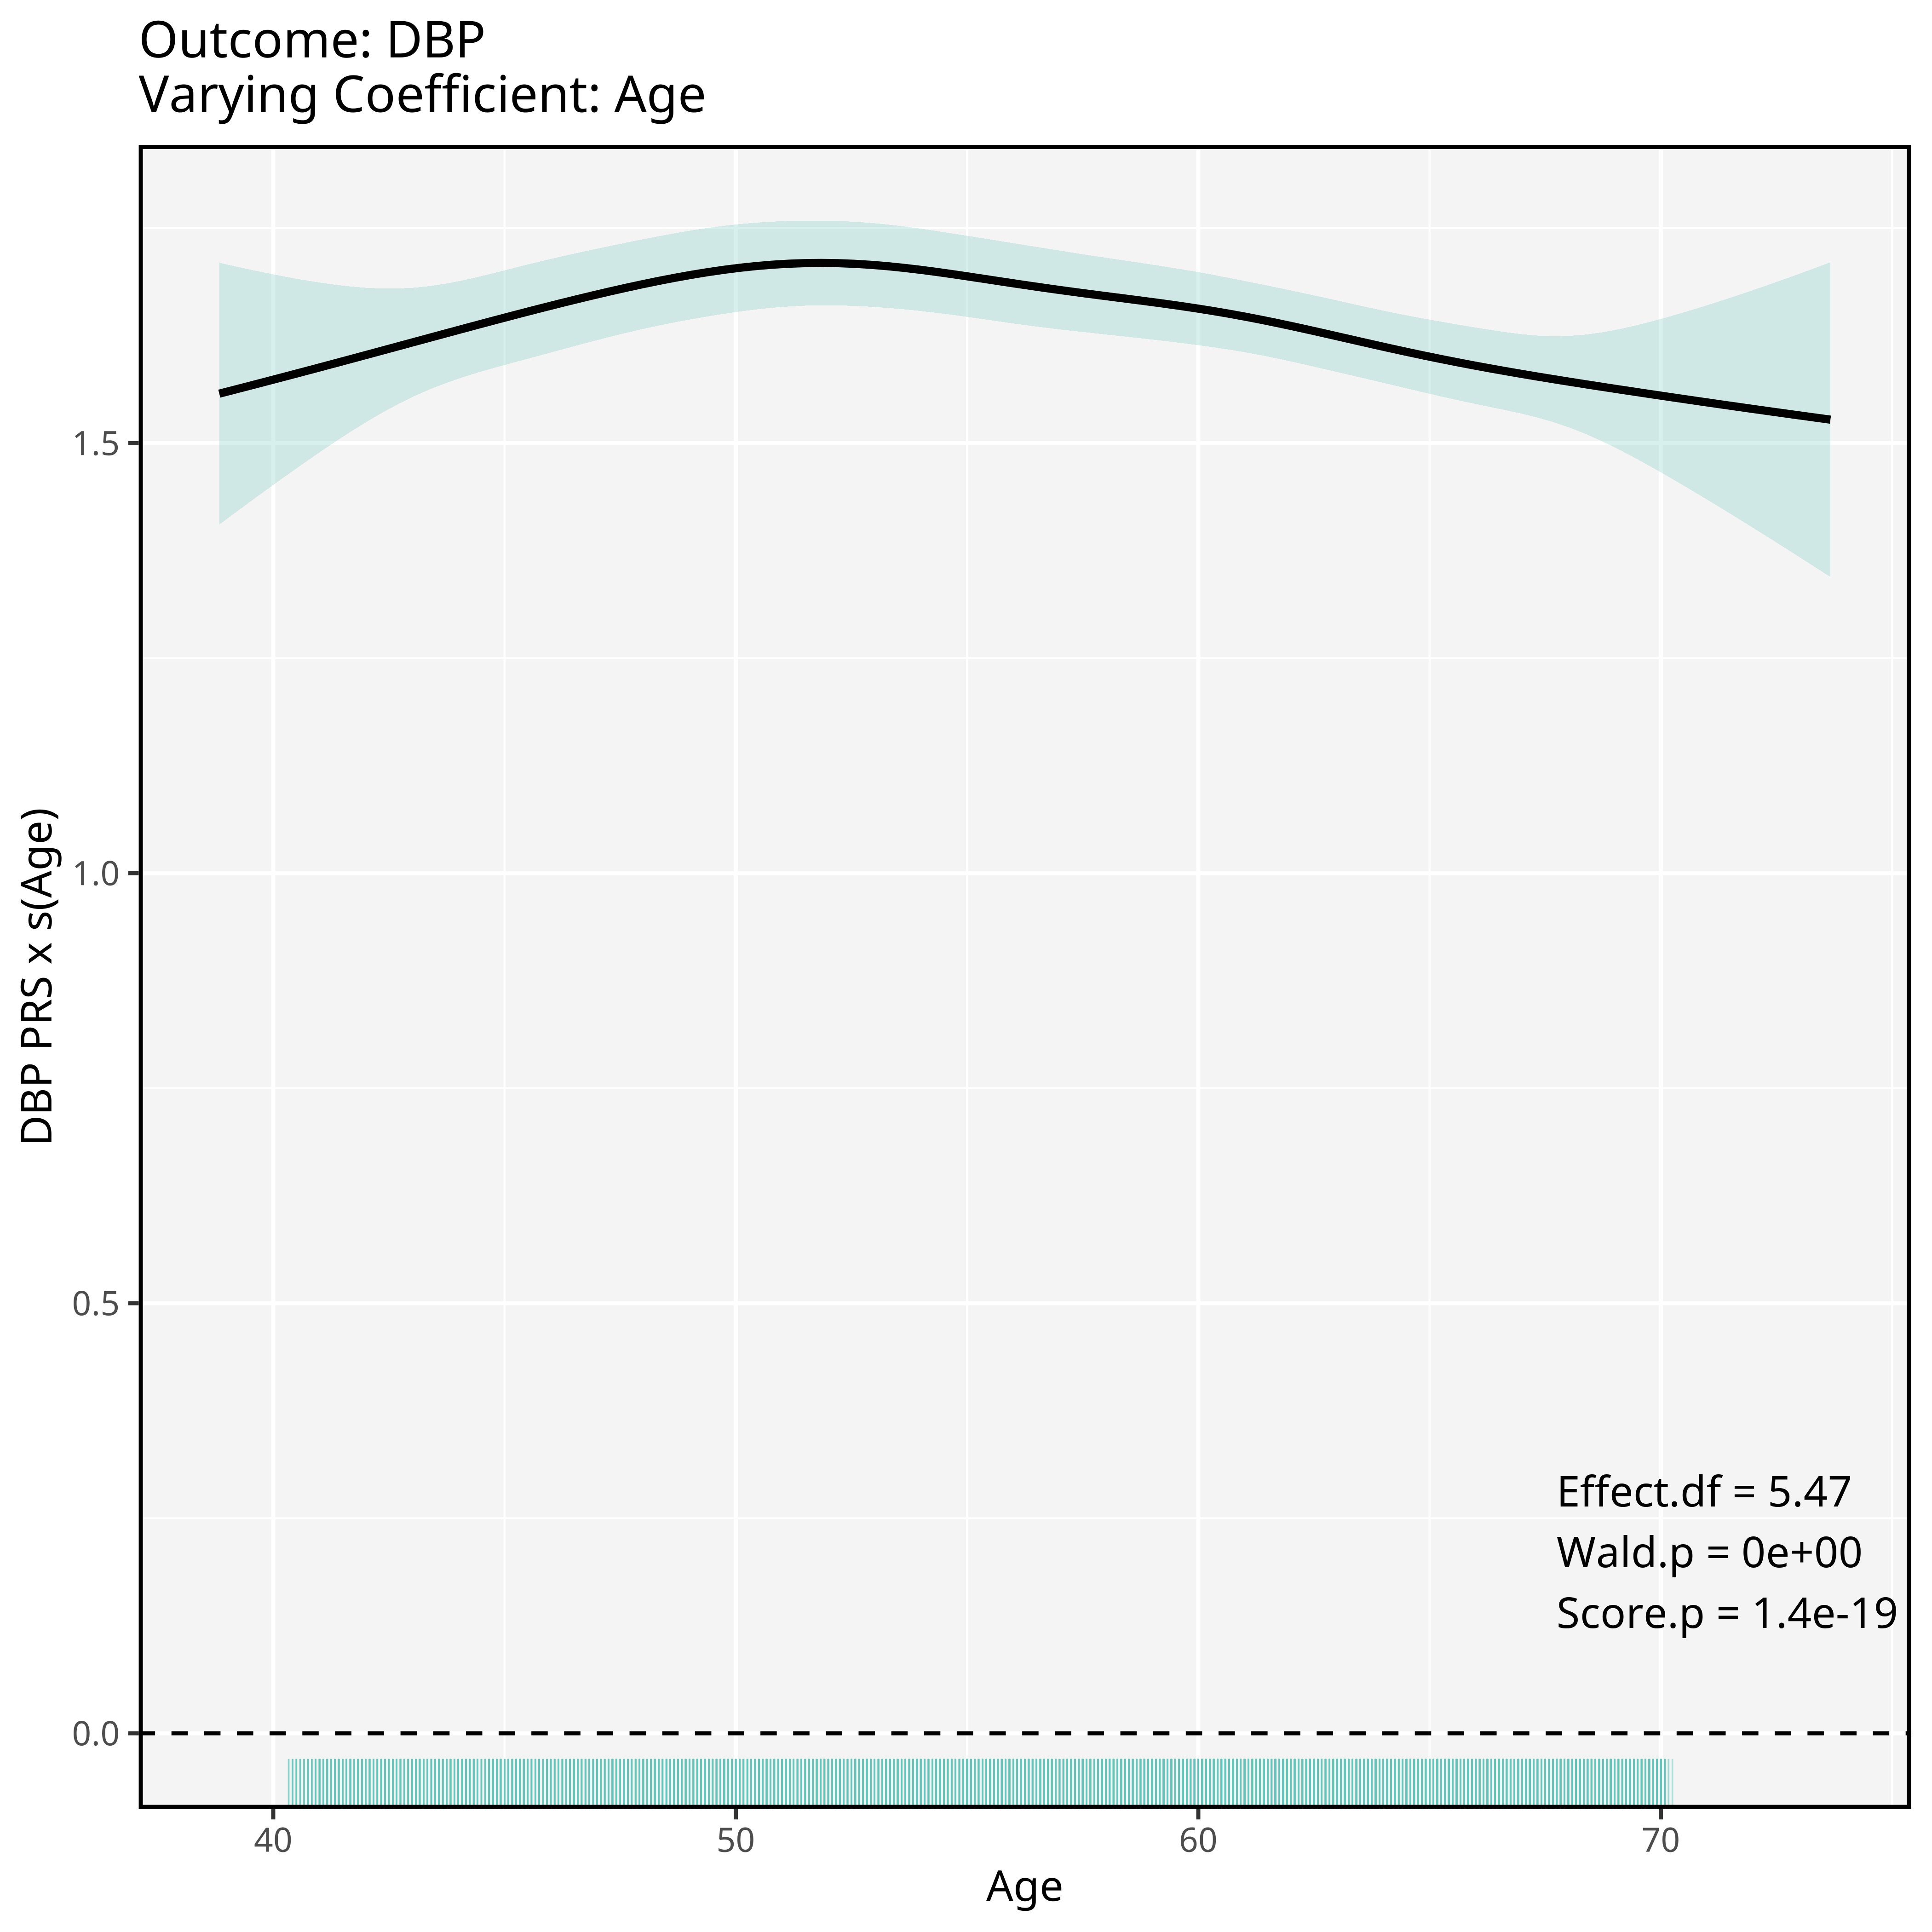 Outcome: DBP
Varying Coefficient: Age
DBP PRS x s(Age)
1.5
1.0
0.5
0.0
Effect.df = 5.47
Wald.p = 0e+00
Score.p = 1.4e-19
40 50 60 70
Age